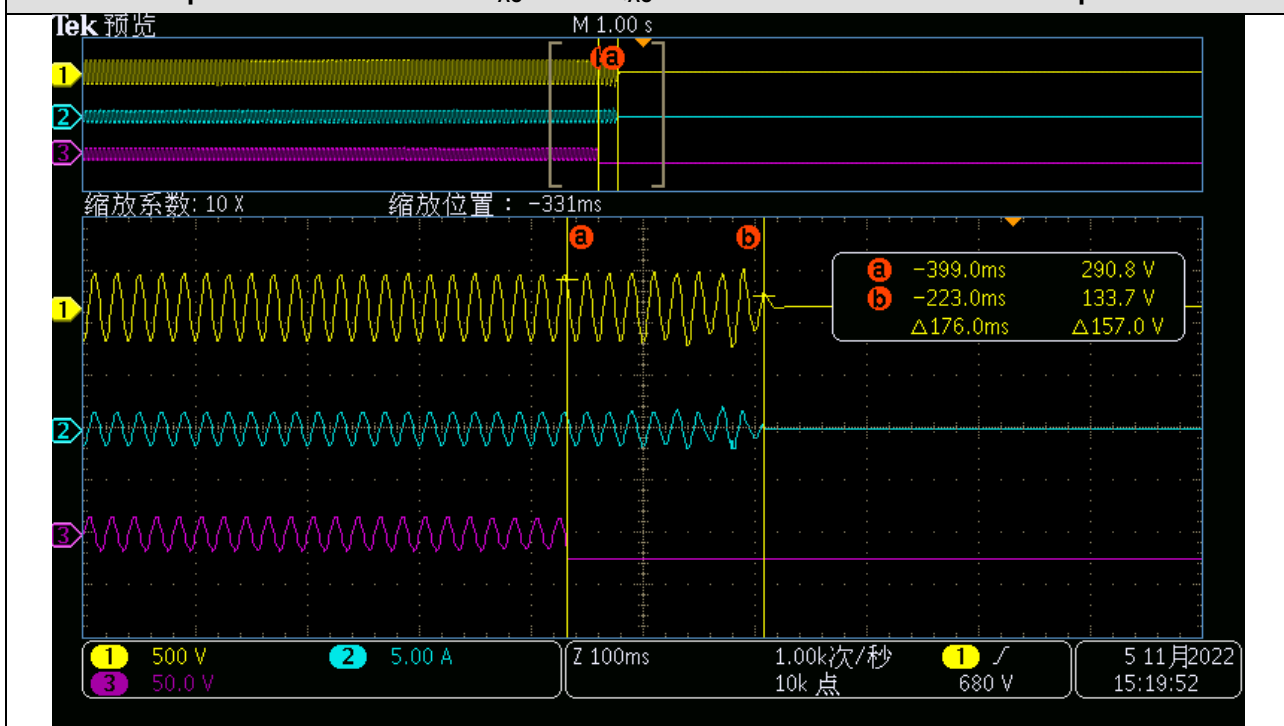 Tek 预览 M 1.00 s
a
1
2
3
缩放系数: 10 X 缩放位置： -331ms
a b
a -399.0ms 290.8 V
b -223.0ms 133.7 V
△176.0ms △157.0 V
1
2
3
1 500 V 2 5.00 A Z 100ms 1.00k次/秒 1 5 11月2022
3 50.0 V 10k 点 680 V 15:19:52